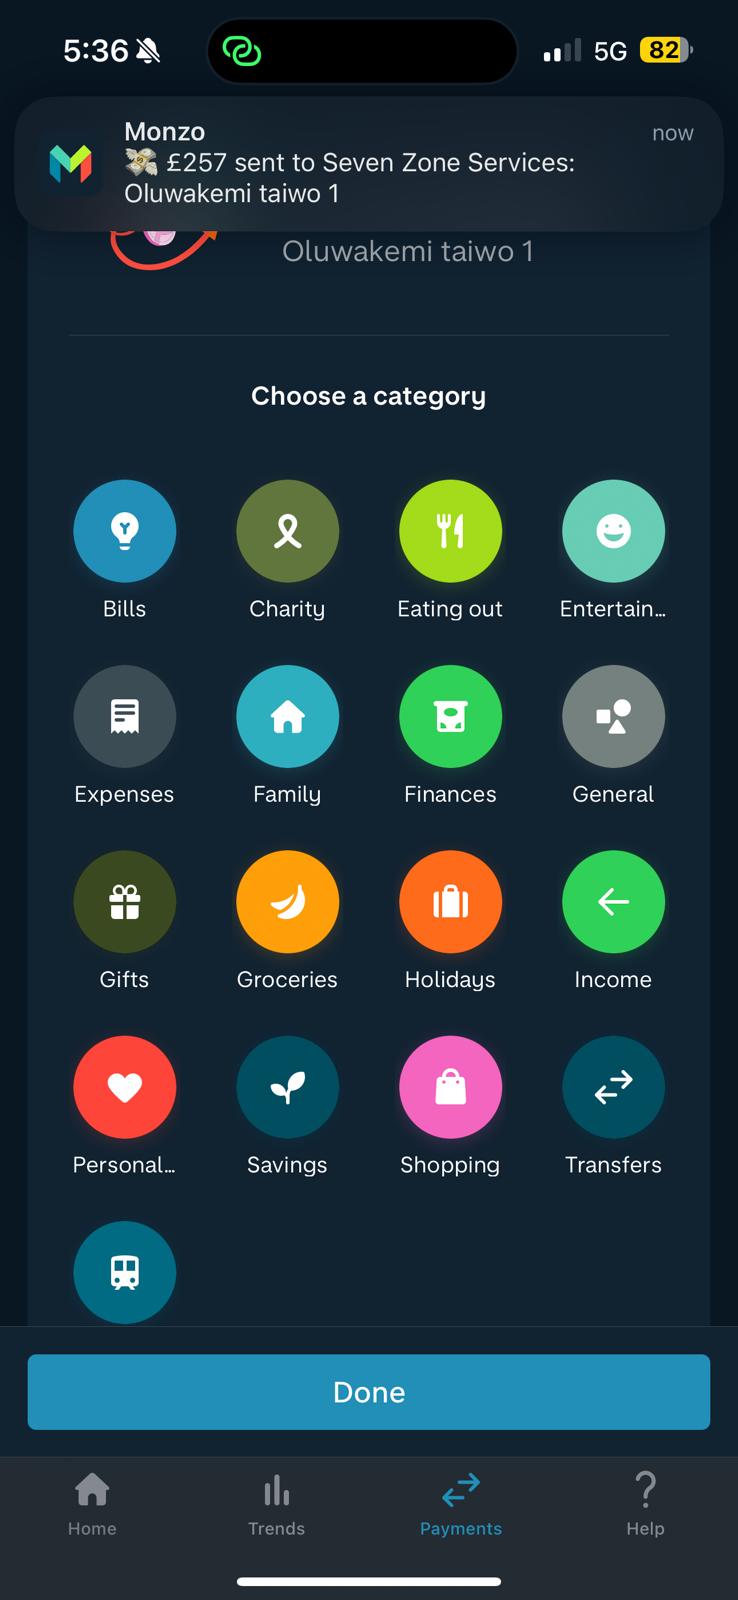 5:36
5G
82
Monzo
now
💸 £257 sent to Seven Zone Services:
Oluwakemi taiwo 1
Oluwakemi taiwo 1
Choose a category
Bills
Charity
Eating out
Entertain...
Expenses
Family
Finances
General
Gifts
Groceries
Holidays
Income
Personal...
Savings
Shopping
Transfers
Done
Home
Trends
Payments
Help